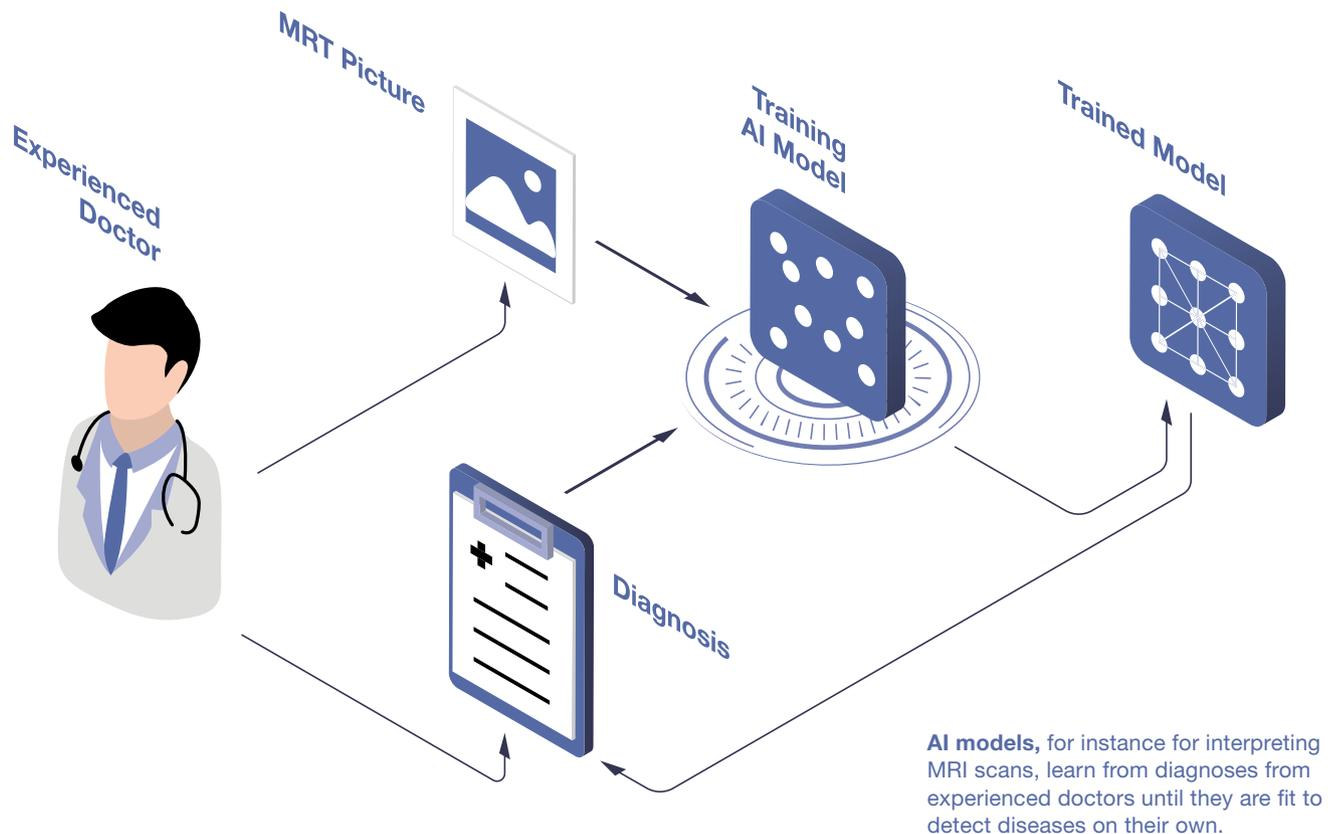 MRT Picture
Experienced
Doctor
Training
AI Model
Trained Model
Diagnosis
AI models, for instance for interpreting
MRI scans, learn from diagnoses from
experienced doctors until they are fit to
detect diseases on their own.